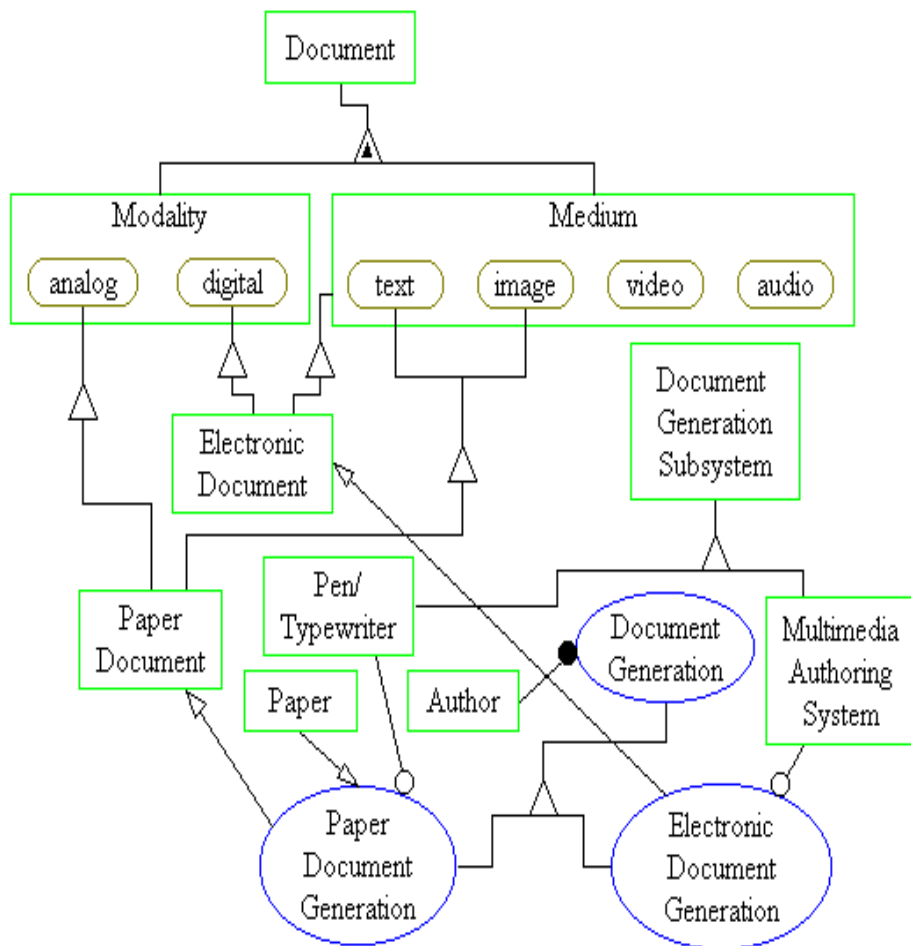 Document
Modality
Medium
analog
digital
text
image
video
audio
Document
Generation
Subsystem
Electronic
Document
Pen/
Typewriter
Paper
Document
Document
Generation
Multimedia
Authoring
System
Paper
Author
Paper
Document
Generation
Electronic
Document
Generation